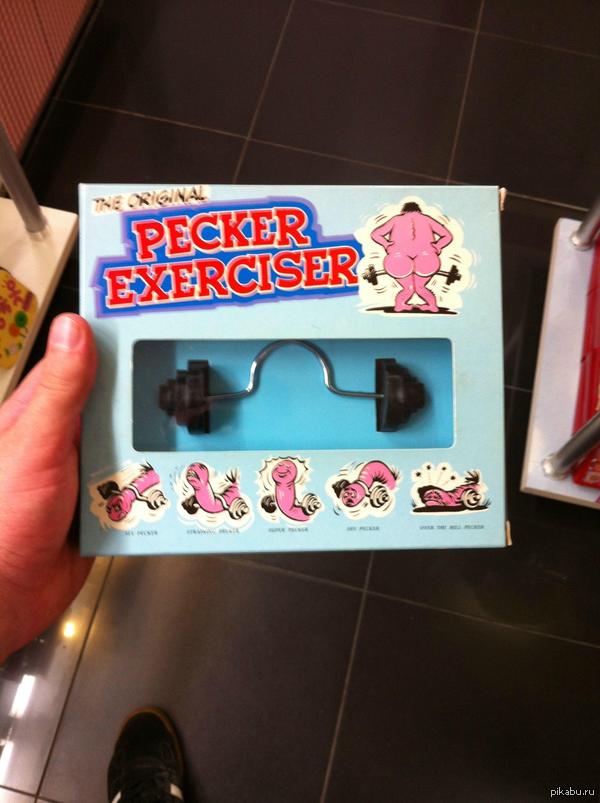 THE ORIGINAL
PECKER
EXERCISER
SUPER PECKER
OVER THE HILL PECKER
pikabu.ru